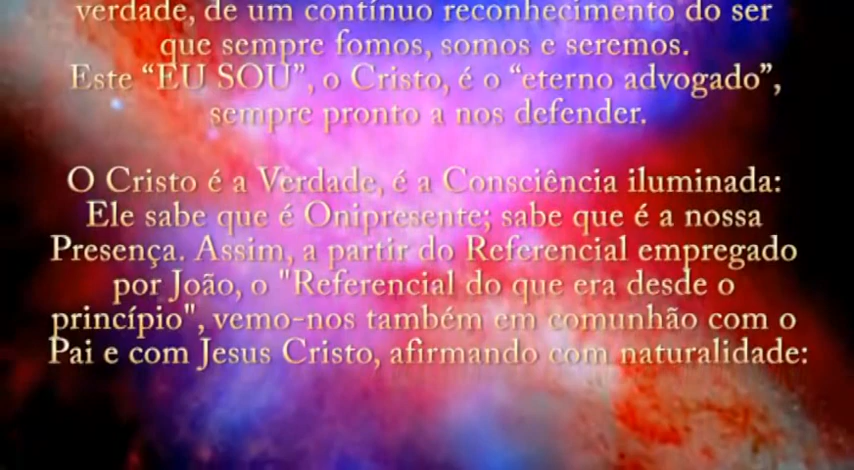 verdade, de um contínuo reconhecimento do ser
que sempre fomos, somos e seremos.
Este “EU SOU”, o Cristo, é o “eterno advogado”,
sempre pronto a nos defender.
O Cristo é a Verdade, é a Consciência iluminada:
Ele sabe que é Onipresente; sabe que é a nossa
Presença. Assim, a partir do Referencial empregado
por João, o "Referencial do que era desde o
princípio", vemo-nos também em comunhão com o
Pai e com Jesus Cristo, afirmando com naturalidade: